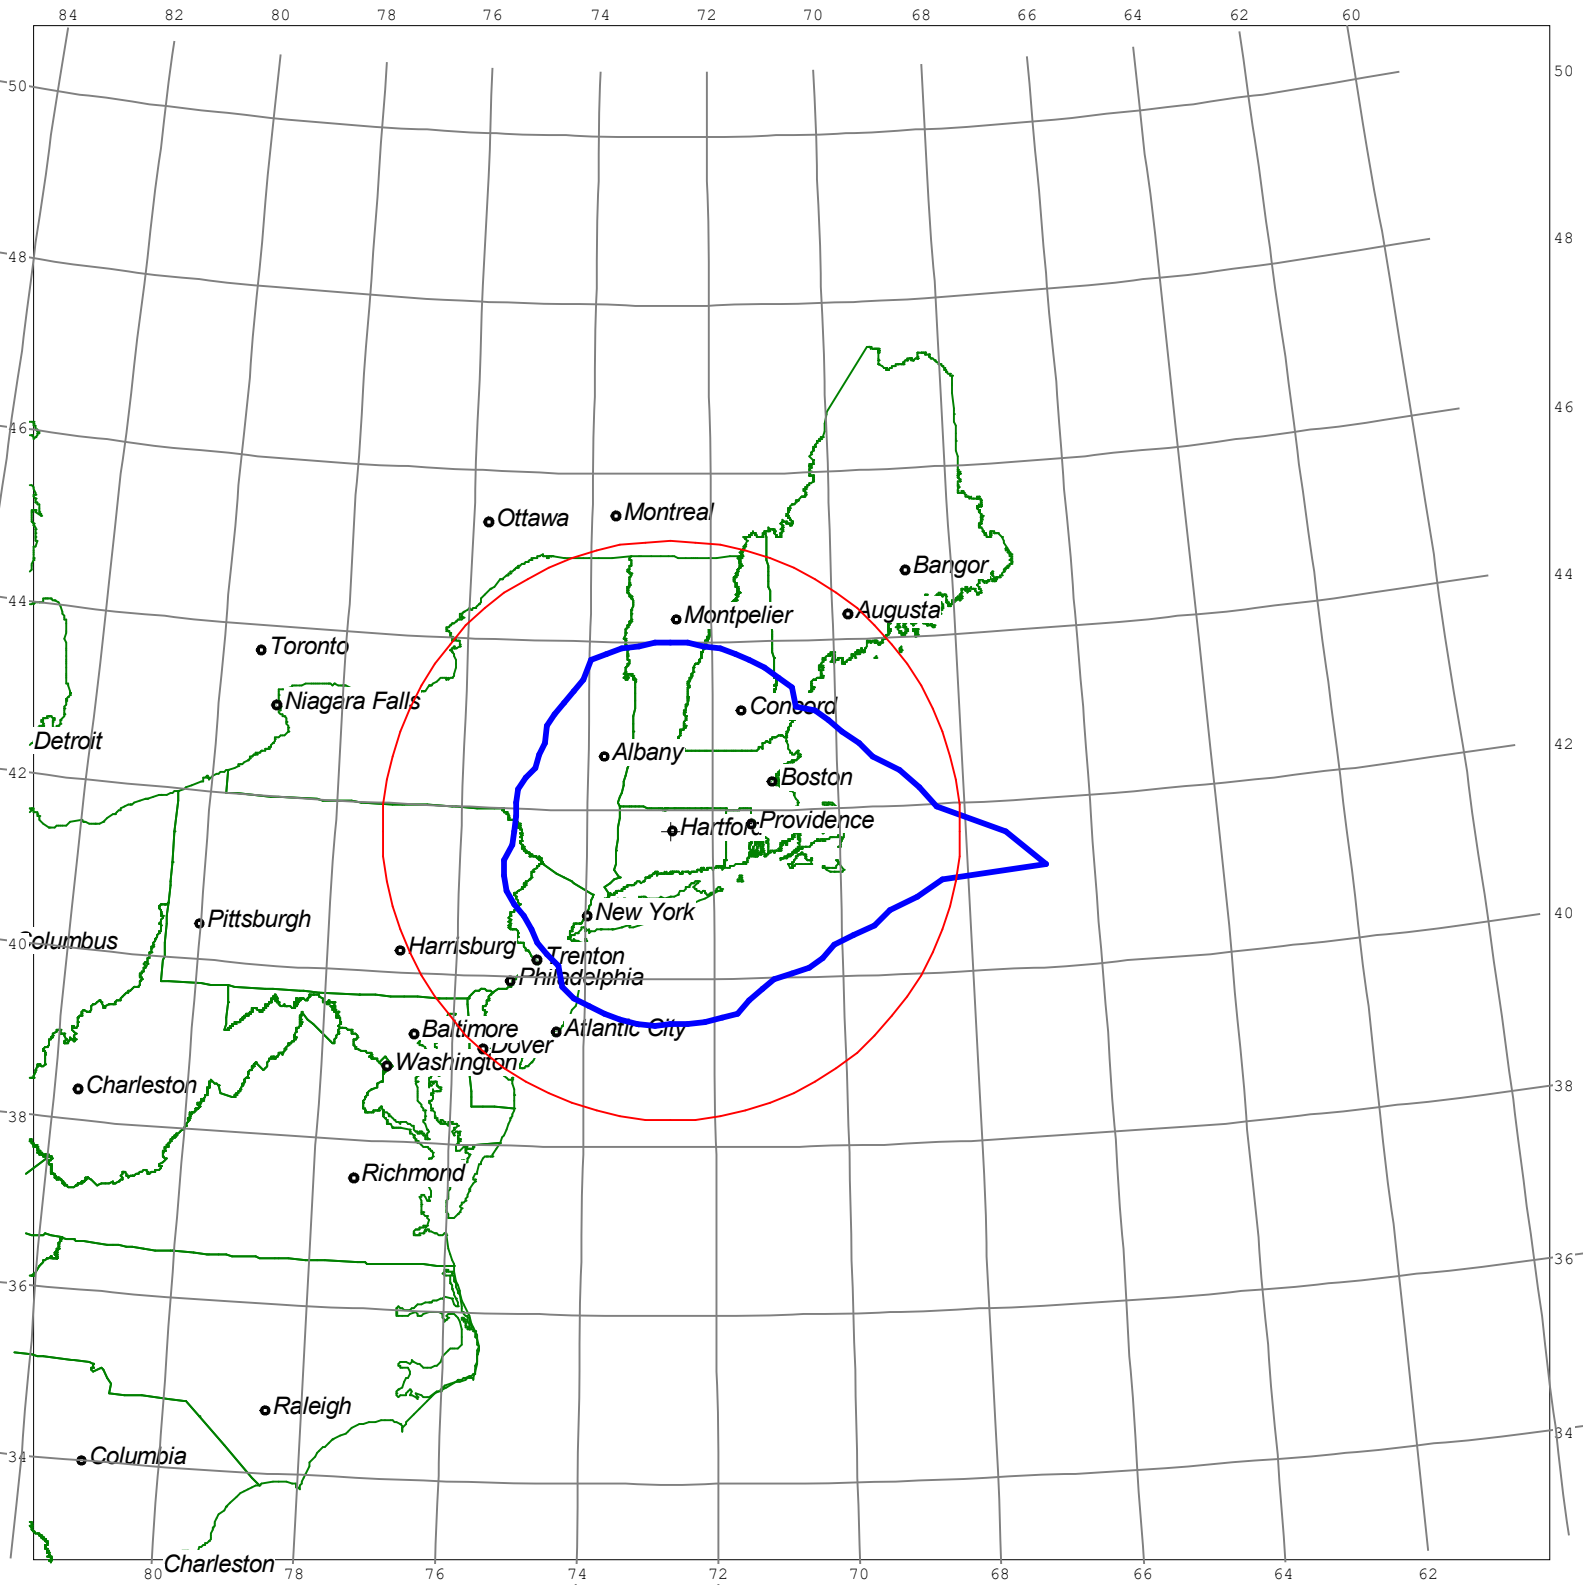 84 82 80 78 76 74 72 70 68 66 64 62 60
50 50
48 48
46 46
Ottawa Montreal
Bangor
44 44
Montpelier Augusta
Toronto
Niagara Falls Concord
Detroit Albany 42
42 Boston
Hartford Providence
Pittsburgh New York 40
40 Columbus Harrisburg Trenton
Philadelphia
Baltimore Atlantic City
Dover
Washington
Charleston 38
38
Richmond
36 36
Raleigh
34 Columbia 34
Charleston
80 78 76 74 72 70 68 66 64 62